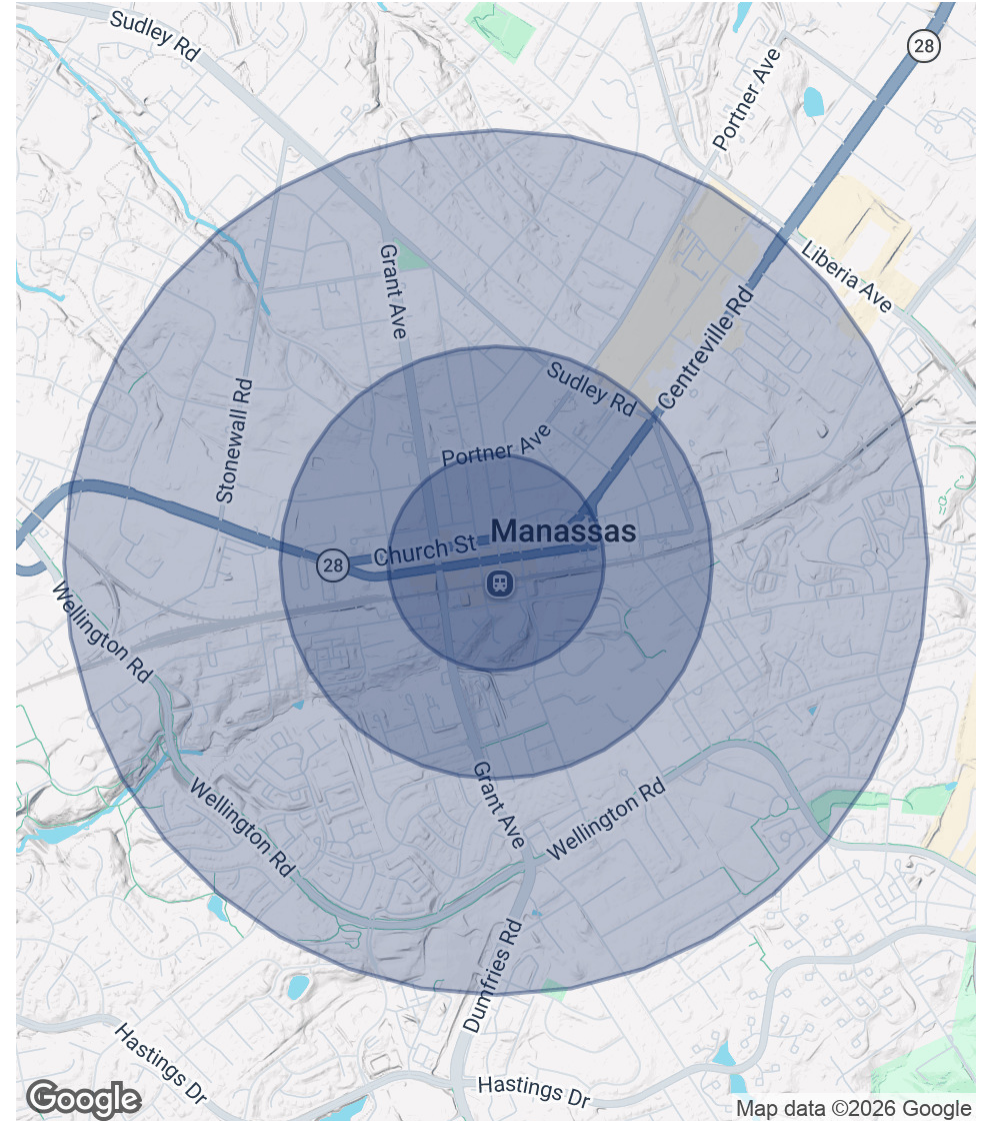 Sudley Rd
28
Portner Ave
Liberia Ave
Grant Ave
Centreville Rd
Sudley Rd
Stonewall Rd
Portner Ave
Manassas
Church St
28
Wellington Rd
Wellington Rd
Grant Ave
Wellington Rd
Dumfries Rd
Hastings Dr
Hastings Dr
Google
Map data ©2026 Google